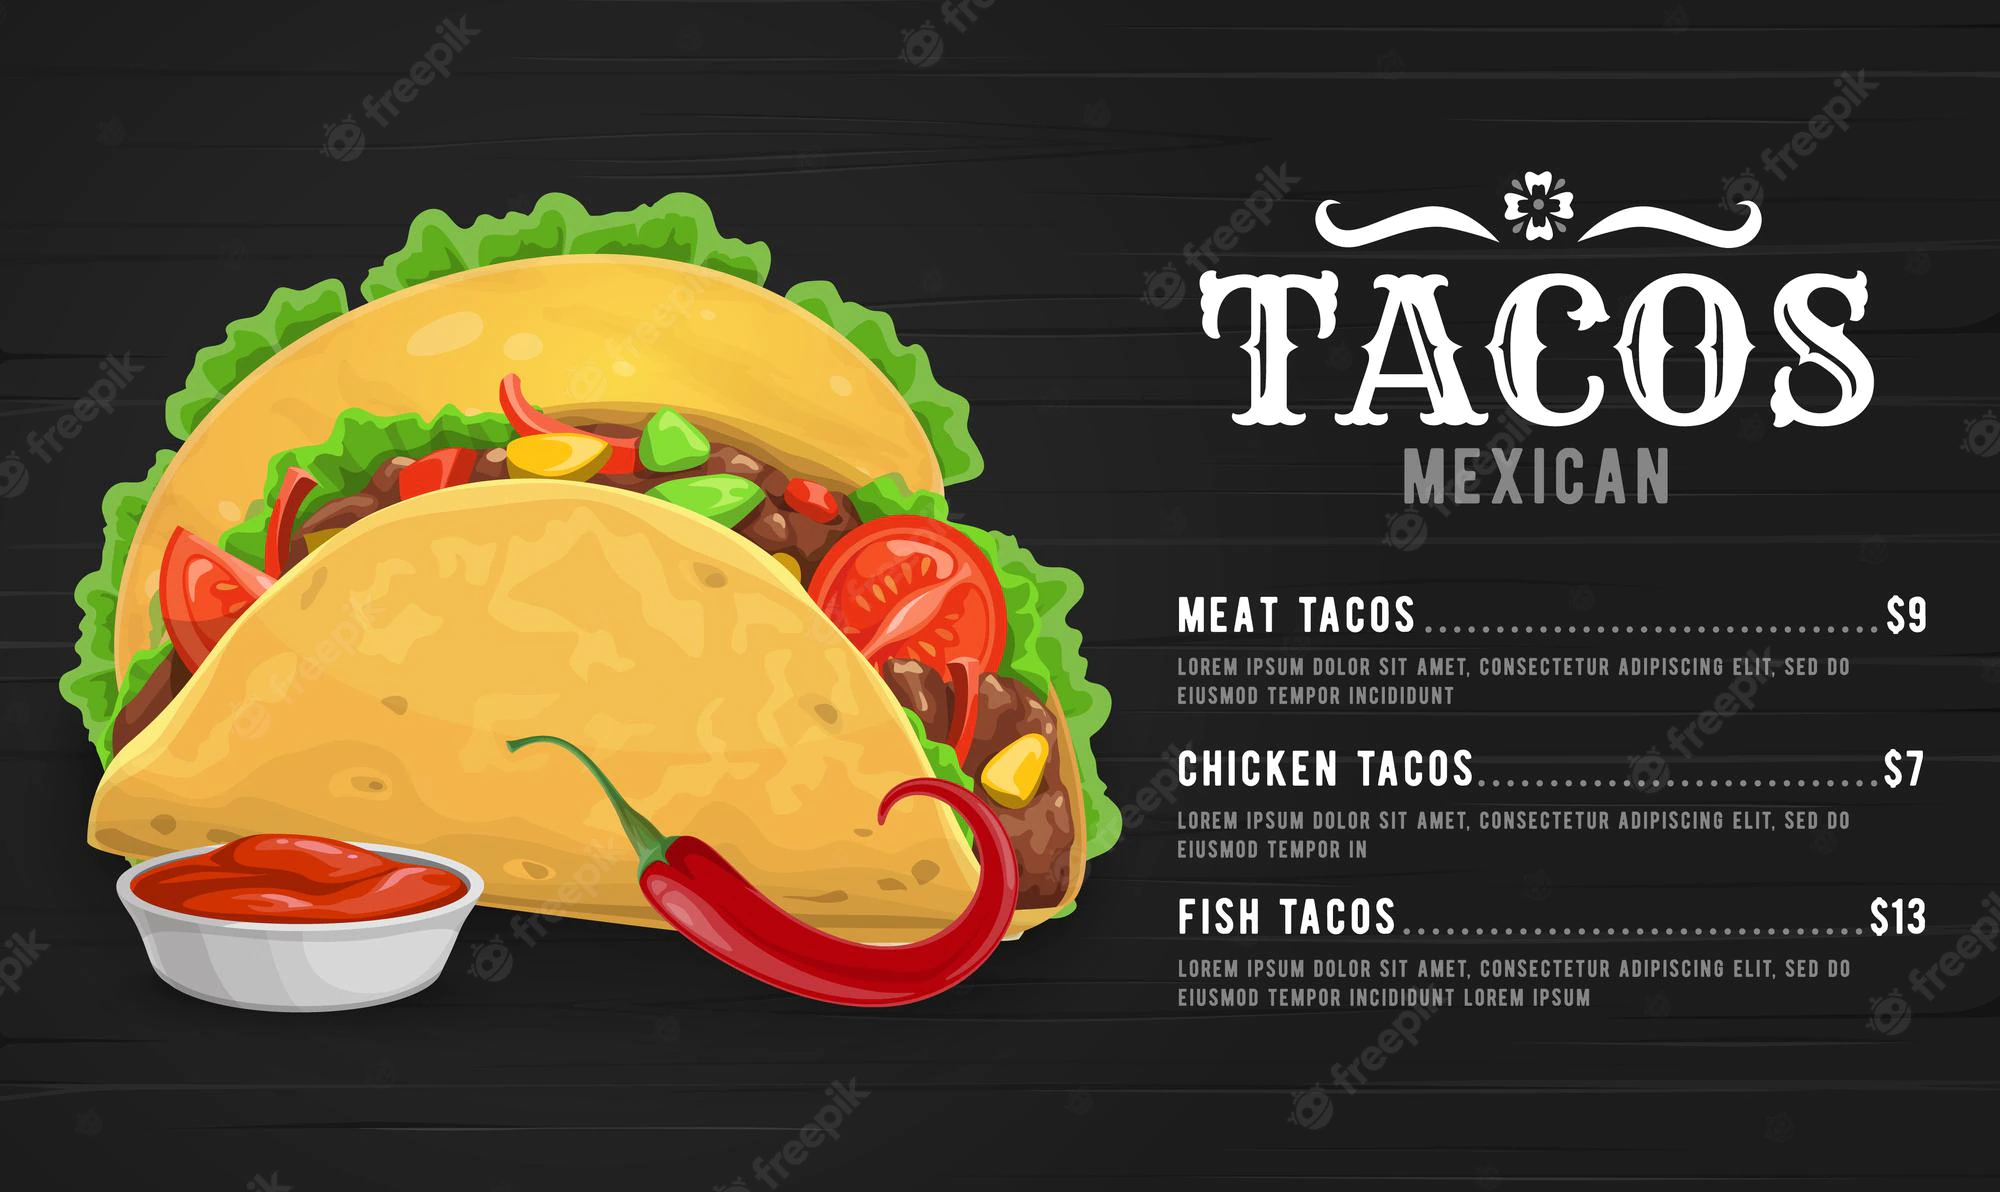 TACOS
MEXICAN
MEAT TACOS................................$9
LOREM IPSUM DOLOR SIT AMET, CONSECTETUR ADIPISCING ELIT, SED DO
EIUSMOD TEMPOR INCIDIDUNT
CHICKEN TACOS............................$7
LOREM IPSUM DOLOR SIT AMET, CONSECTETUR ADIPISCING ELIT, SED DO
EIUSMOD TEMPOR IN
FISH TACOS................................$13
LOREM IPSUM DOLOR SIT AMET, CONSECTETUR ADIPISCING ELIT, SED DO
EIUSMOD TEMPOR INCIDIDUNT LOREM IPSUM
freepik